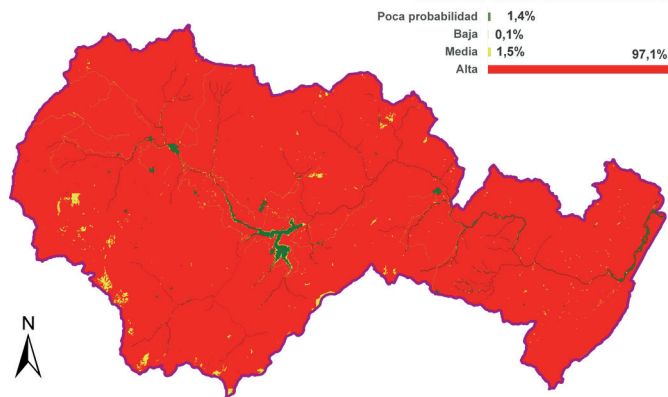 Poca probabilidad 1,4%
Baja 0,1%
Media 1,5%
Alta 97,1%
N